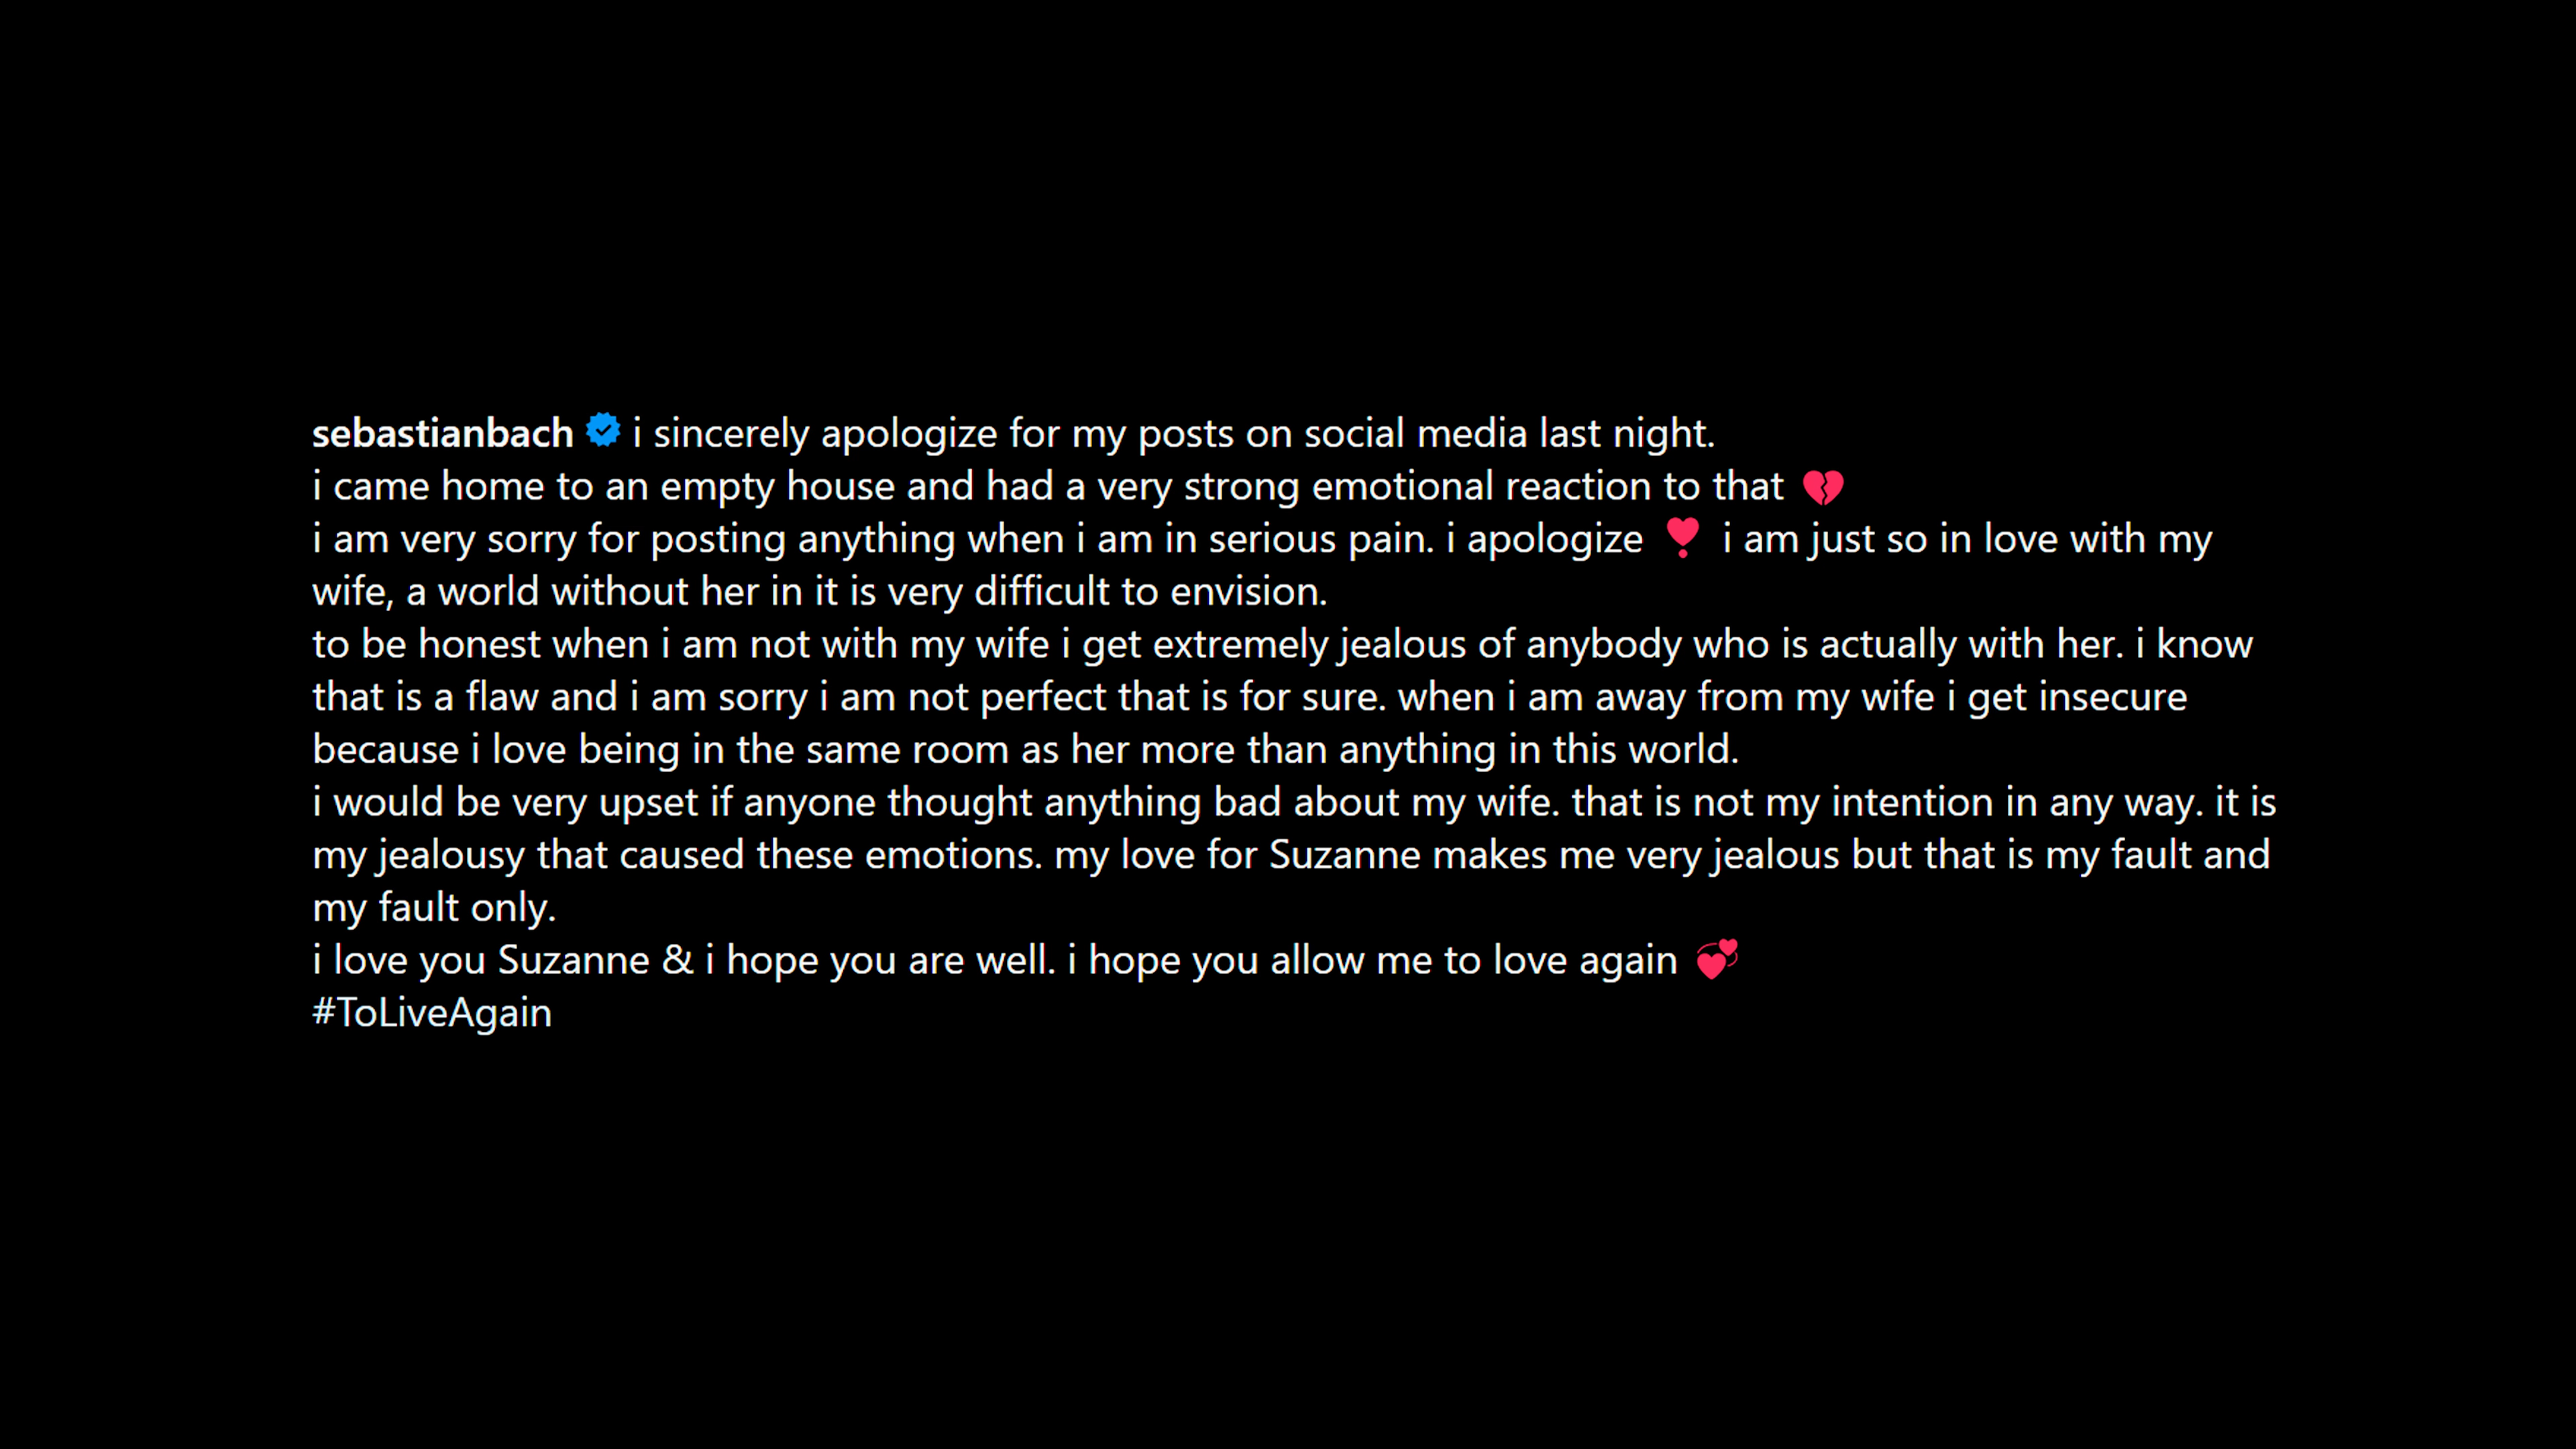 sebastianbach i sincerely apologize for my posts on social media last night.
i came home to an empty house and had a very strong emotional reaction to that 💔
i am very sorry for posting anything when i am in serious pain. i apologize ❣️ i am just so in love with my
wife, a world without her in it is very difficult to envision.
to be honest when i am not with my wife i get extremely jealous of anybody who is actually with her. i know
that is a flaw and i am sorry i am not perfect that is for sure. when i am away from my wife i get insecure
because i love being in the same room as her more than anything in this world.
i would be very upset if anyone thought anything bad about my wife. that is not my intention in any way. it is
my jealousy that caused these emotions. my love for Suzanne makes me very jealous but that is my fault and
my fault only.
i love you Suzanne & i hope you are well. i hope you allow me to love again 💞
#ToLiveAgain